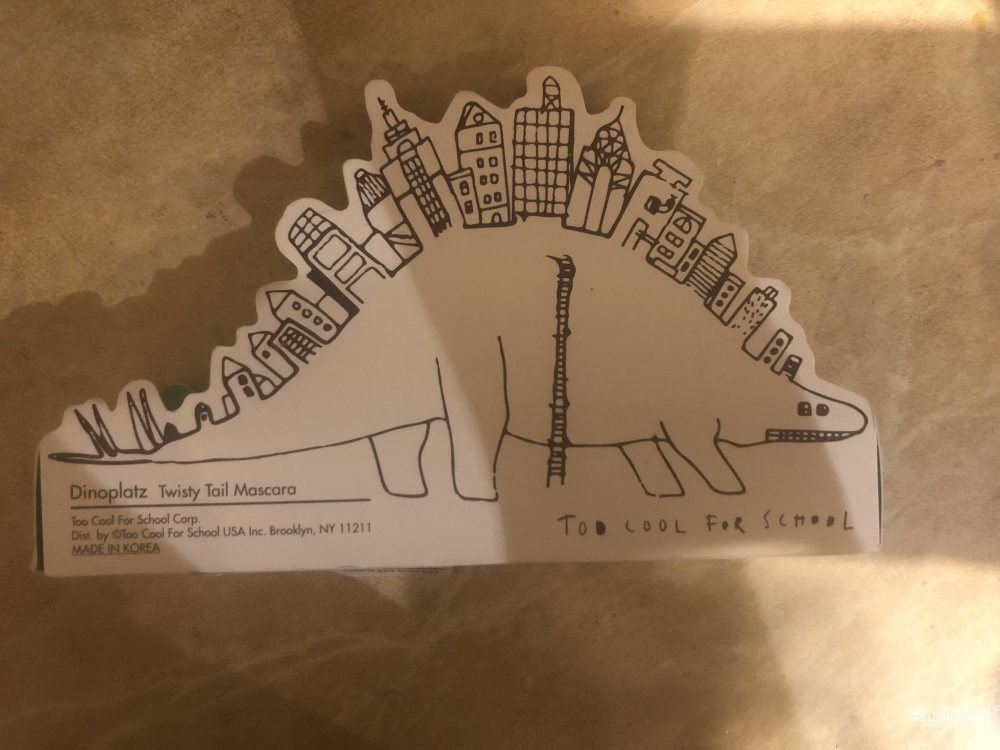 Dinoplatz Twisty Tail Mascara
Too Cool For School Corp.
Dist. by ©Too Cool For School USA Inc. Brooklyn, NY 11211
MADE IN KOREA
TOO COOL FOR SCHOOL